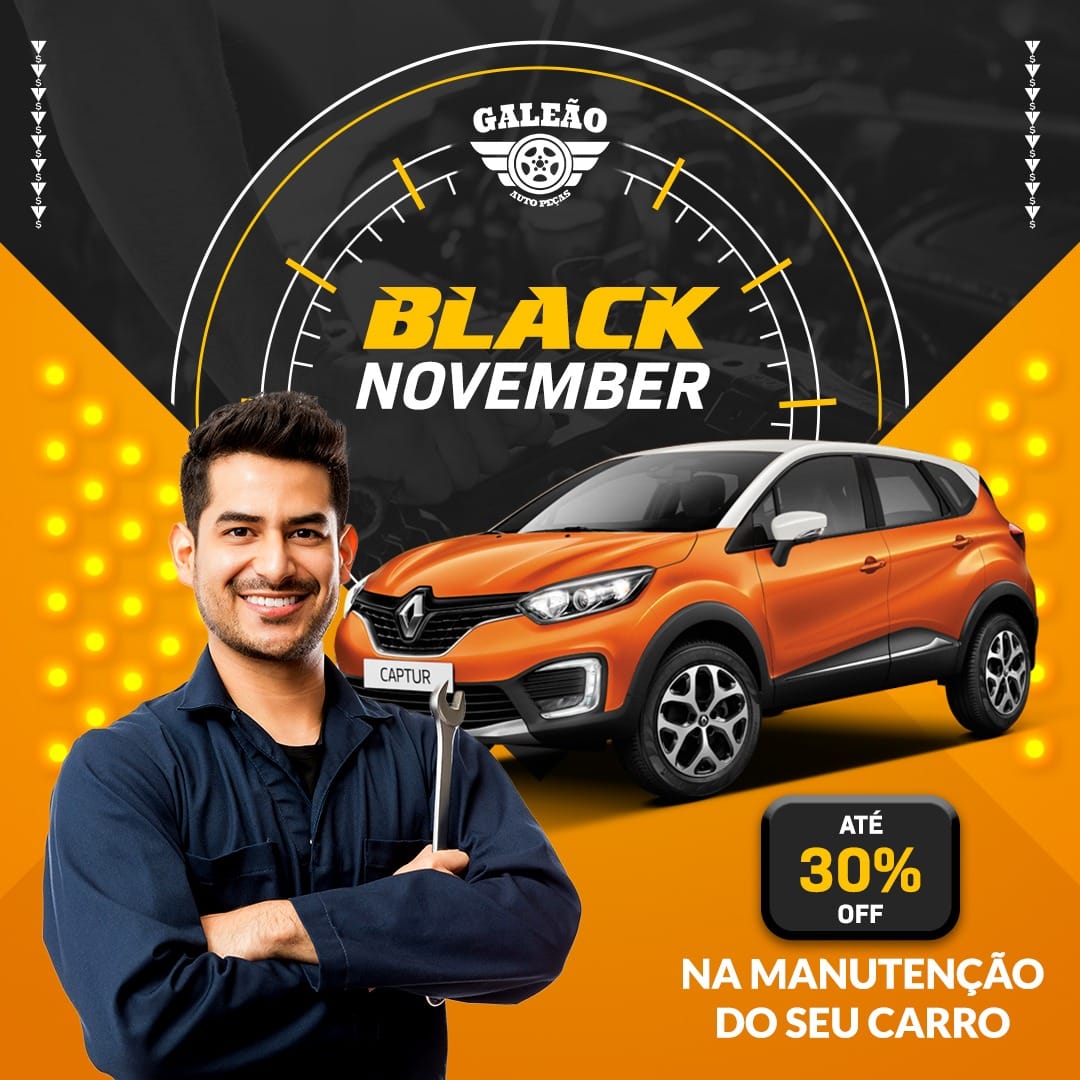 GALEÃO
AUTO PEÇAS
BLACK
NOVEMBER
CAPTUR
ATÉ
30%
OFF
NA MANUTENÇÃO
DO SEU CARRO